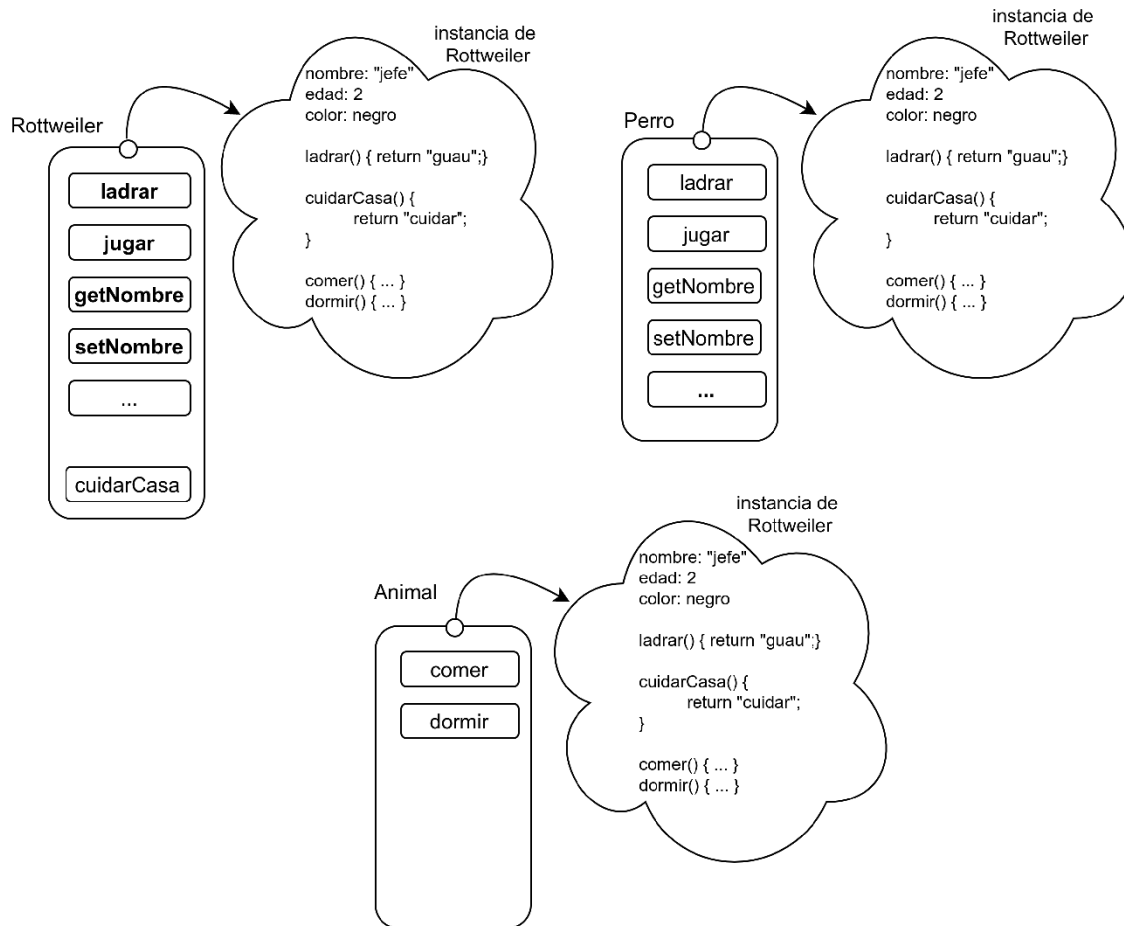 instancia de
Rottweiler
nombre: "jefe"
edad: 2
color: negro
ladrar() { return "guau";}
cuidarCasa() {
return "cuidar";
}
comer() { ... }
dormir() { ... }
Rottweiler
ladrar
jugar
getNombre
setNombre
...
cuidarCasa
instancia de
Rottweiler
nombre: "jefe"
edad: 2
color: negro
ladrar() { return "guau";}
cuidarCasa() {
return "cuidar";
}
comer() { ... }
dormir() { ... }
Perro
ladrar
jugar
getNombre
setNombre
...
instancia de
Rottweiler
nombre: "jefe"
edad: 2
color: negro
ladrar() { return "guau";}
cuidarCasa() {
return "cuidar";
}
comer() { ... }
dormir() { ... }
Animal
comer
dormir